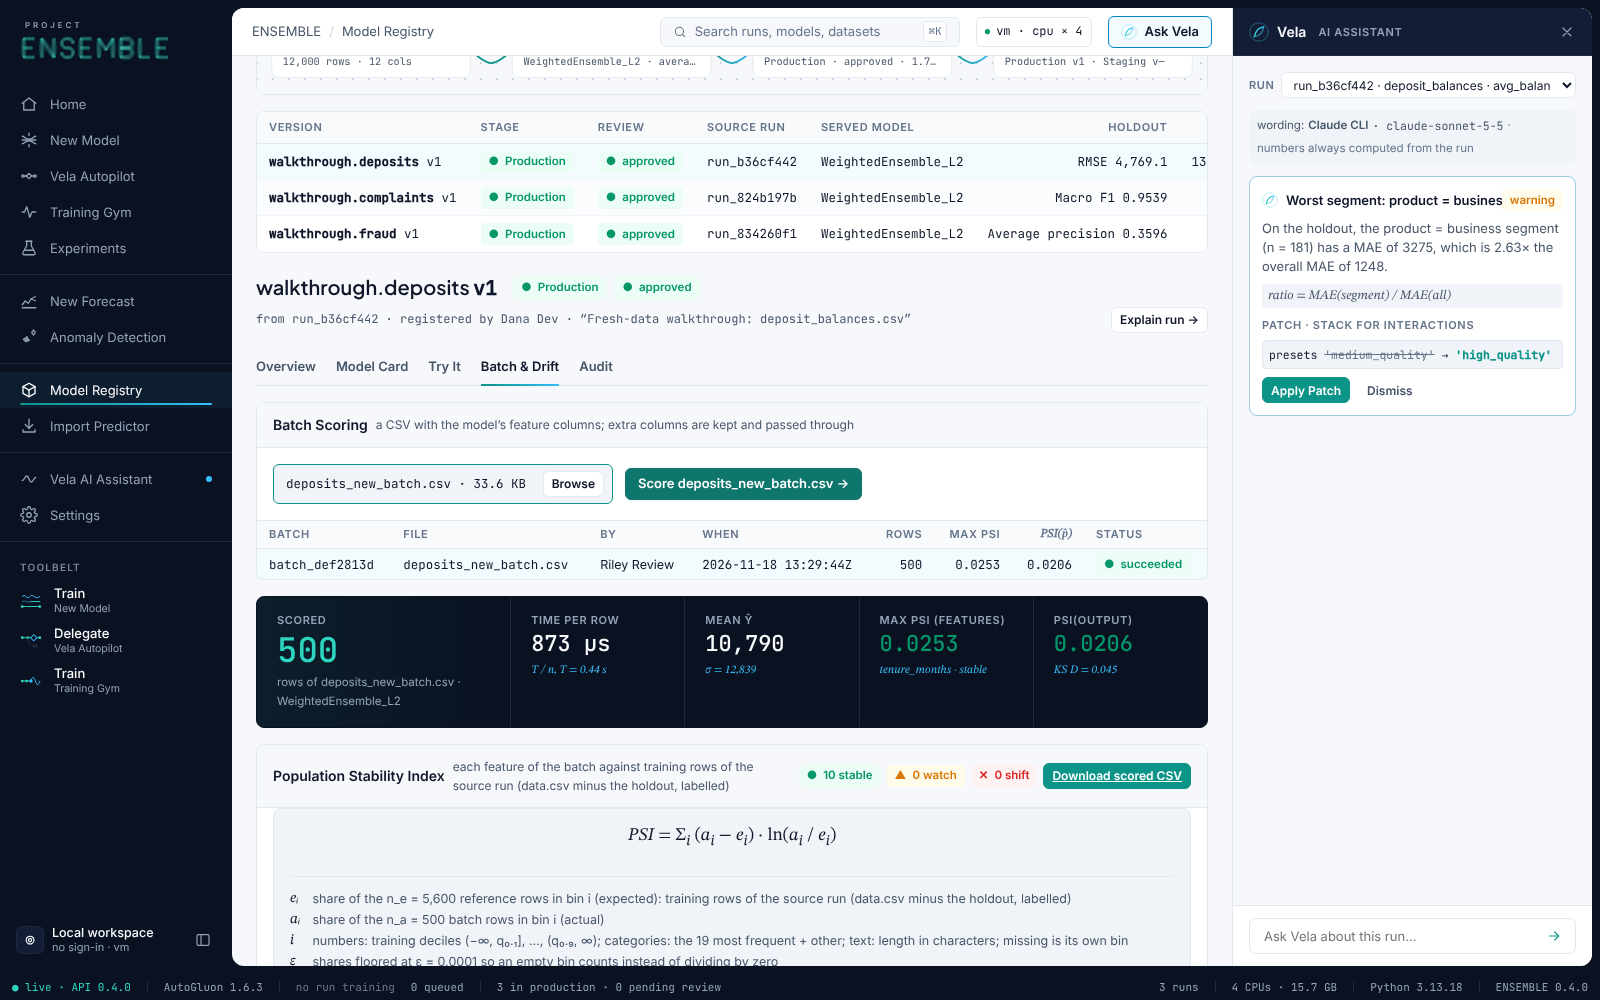 PROJECT
ENSEMBLE
Home
New Model
Vela Autopilot
Training Gym
Experiments
New Forecast
Anomaly Detection
Model Registry
Import Predictor
Vela AI Assistant
Settings
TOOLBELT
Train
New Model
Delegate
Vela Autopilot
Train
Training Gym
Local workspace
no sign-in · vm
ENSEMBLE / Model Registry
Search runs, models, datasets ⌘K
vm · cpu × 4
Ask Vela
12,000 rows · 12 cols
WeightedEnsemble_L2 · avera…
Production · approved · 1.7…
Production v1 · Staging v—
VERSION STAGE REVIEW SOURCE RUN SERVED MODEL HOLDOUT
walkthrough.deposits v1 Production approved run_b36cf442 WeightedEnsemble_L2 RMSE 4,769.1 13
walkthrough.complaints v1 Production approved run_824b197b WeightedEnsemble_L2 Macro F1 0.9539
walkthrough.fraud v1 Production approved run_834260f1 WeightedEnsemble_L2 Average precision 0.3596
walkthrough.deposits v1 Production approved
from run_b36cf442 · registered by Dana Dev · “Fresh-data walkthrough: deposit_balances.csv”
Explain run →
Overview Model Card Try It Batch & Drift Audit
Batch Scoring a CSV with the model’s feature columns; extra columns are kept and passed through
deposits_new_batch.csv · 33.6 KB Browse
Score deposits_new_batch.csv →
BATCH FILE BY WHEN ROWS MAX PSI PSI(p̂) STATUS
batch_def2813d deposits_new_batch.csv Riley Review 2026-11-18 13:29:44Z 500 0.0253 0.0206 succeeded
SCORED
500
rows of deposits_new_batch.csv ·
WeightedEnsemble_L2
TIME PER ROW
873 µs
T / n, T = 0.44 s
MEAN Ŷ
10,790
σ = 12,839
MAX PSI (FEATURES)
0.0253
tenure_months · stable
PSI(OUTPUT)
0.0206
KS D = 0.045
Population Stability Index
each feature of the batch against training rows of the
source run (data.csv minus the holdout, labelled)
10 stable
0 watch
0 shift
Download scored CSV
PSI = Σi (ai − ei) · ln(ai / ei)
ei share of the n_e = 5,600 reference rows in bin i (expected): training rows of the source run (data.csv minus the holdout, labelled)
ai share of the n_a = 500 batch rows in bin i (actual)
i numbers: training deciles (−∞, q₀.₁], …, (q₀.₉, ∞); categories: the 19 most frequent + other; text: length in characters; missing is its own bin
ε shares floored at ε = 0.0001 so an empty bin counts instead of dividing by zero
Vela AI ASSISTANT
RUN run_b36cf442 · deposit_balances · avg_balan
wording: Claude CLI · claude-sonnet-5-5 ·
numbers always computed from the run
Worst segment: product = busines warning
On the holdout, the product = business segment
(n = 181) has a MAE of 3275, which is 2.63× the
overall MAE of 1248.
ratio = MAE(segment) / MAE(all)
PATCH · STACK FOR INTERACTIONS
presets 'medium_quality' → 'high_quality'
Apply Patch Dismiss
Ask Vela about this run... →
live · API 0.4.0 AutoGluon 1.6.3 no run training 0 queued 3 in production · 0 pending review 3 runs 4 CPUs · 15.7 GB Python 3.13.18 ENSEMBLE 0.4.0